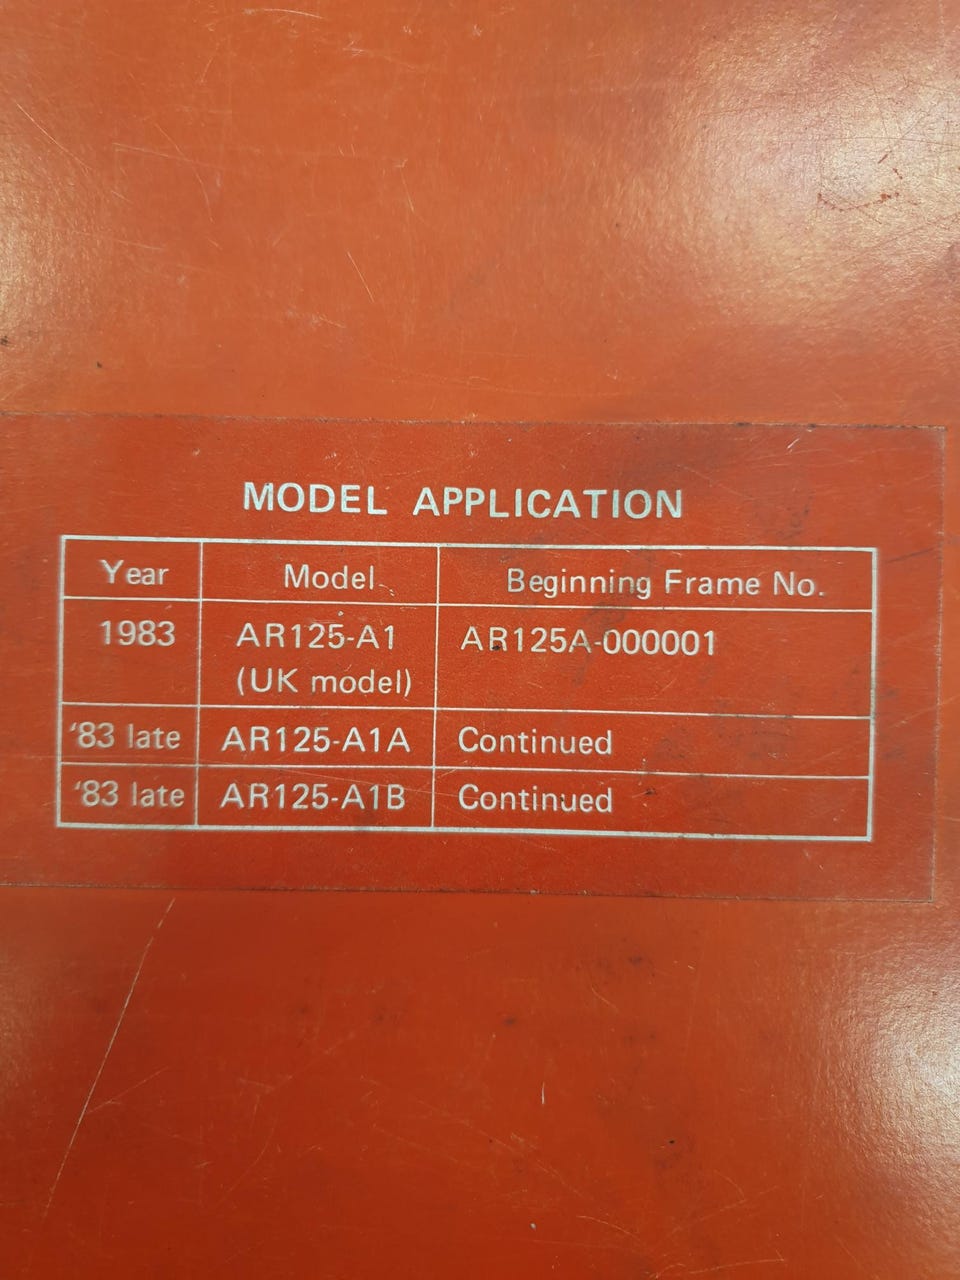 MODEL APPLICATION
Year Model Beginning Frame No.
1983 AR125-A1 AR125A-000001
(UK model)
'83 late AR125-A1A Continued
'83 late AR125-A1B Continued